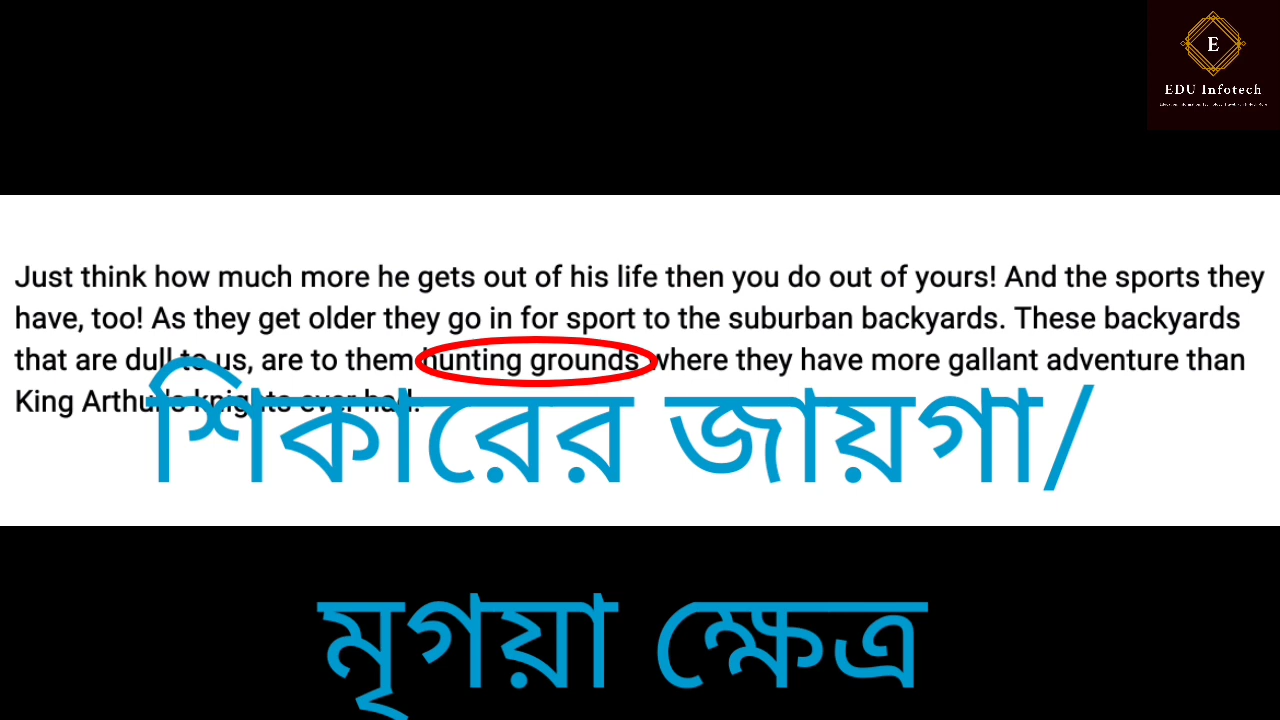 E
EDU Infotech
Just think how much more he gets out of his life then you do out of yours! And the sports they
have, too! As they get older they go in for sport to the suburban backyards. These backyards
that are dull to us, are to them hunting grounds where they have more gallant adventure than
King Arthur's knights ever had.
শিকারের জায়গা/
মৃগয়া ক্ষেত্র